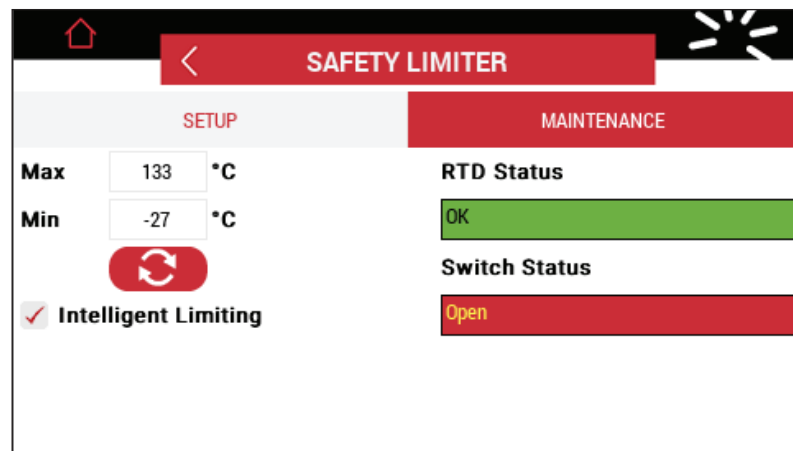 SAFETY LIMITER
SETUP
MAINTENANCE
Max 133 °C
Min -27 °C
Intelligent Limiting
RTD Status
OK
Switch Status
Open